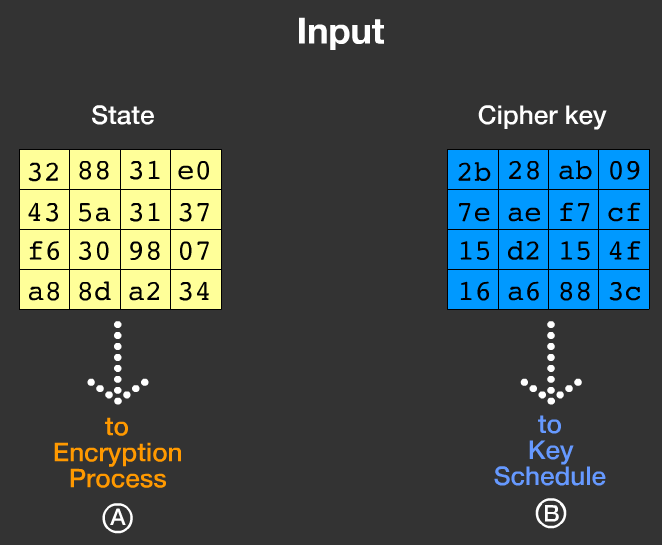 Input
State
32 88 31 e0
43 5a 31 37
f6 30 98 07
a8 8d a2 34
to
Encryption
Process
A
Cipher key
2b 28 ab 09
7e ae f7 cf
15 d2 15 4f
16 a6 88 3c
to
Key
Schedule
B